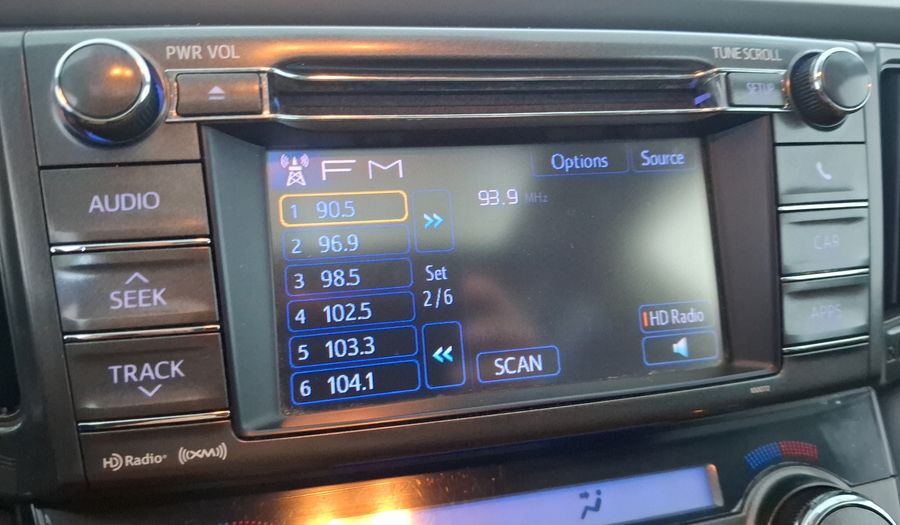 PWR VOL
TUNE SCROLL
SETUP
FM
Options
Source
1 90.5
93.9 MHz
2 96.9
3 98.5
Set
2/6
4 102.5
5 103.3
6 104.1
HD Radio
SCAN
AUDIO
SEEK
TRACK
CAR
APPS
HD Radio
((XM))